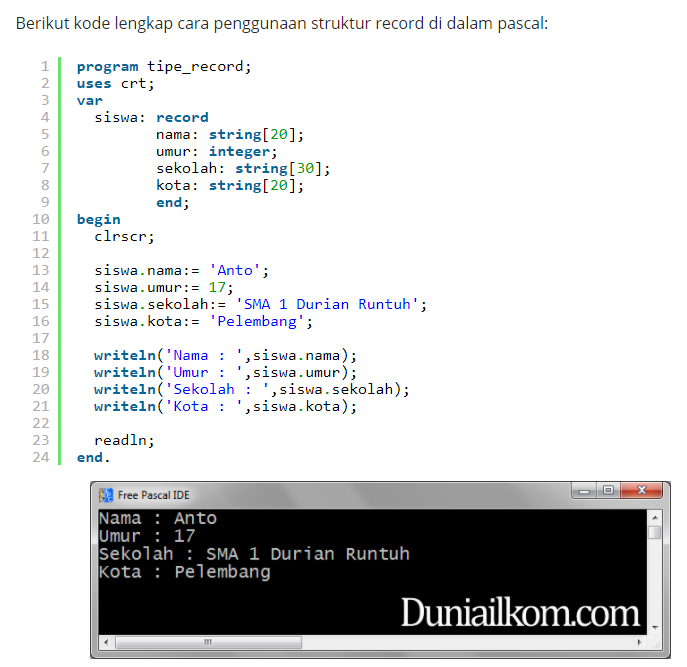 Berikut kode lengkap cara penggunaan struktur record di dalam pascal:
1 program tipe_record;
2 uses crt;
3 var
4 siswa: record
5 nama: string[20];
6 umur: integer;
7 sekolah: string[30];
8 kota: string[20];
9 end;
10 begin
11 clrscr;
12
13 siswa.nama:= 'Anto';
14 siswa.umur:= 17;
15 siswa.sekolah:= 'SMA 1 Durian Runtuh';
16 siswa.kota:= 'Pelembang';
17
18 writeln('Nama : ',siswa.nama);
19 writeln('Umur : ',siswa.umur);
20 writeln('Sekolah : ',siswa.sekolah);
21 writeln('Kota : ',siswa.kota);
22
23 readln;
24 end.
Free Pascal IDE
Nama : Anto
Umur : 17
Sekolah : SMA 1 Durian Runtuh
Kota : Pelembang
Duniailkom.com